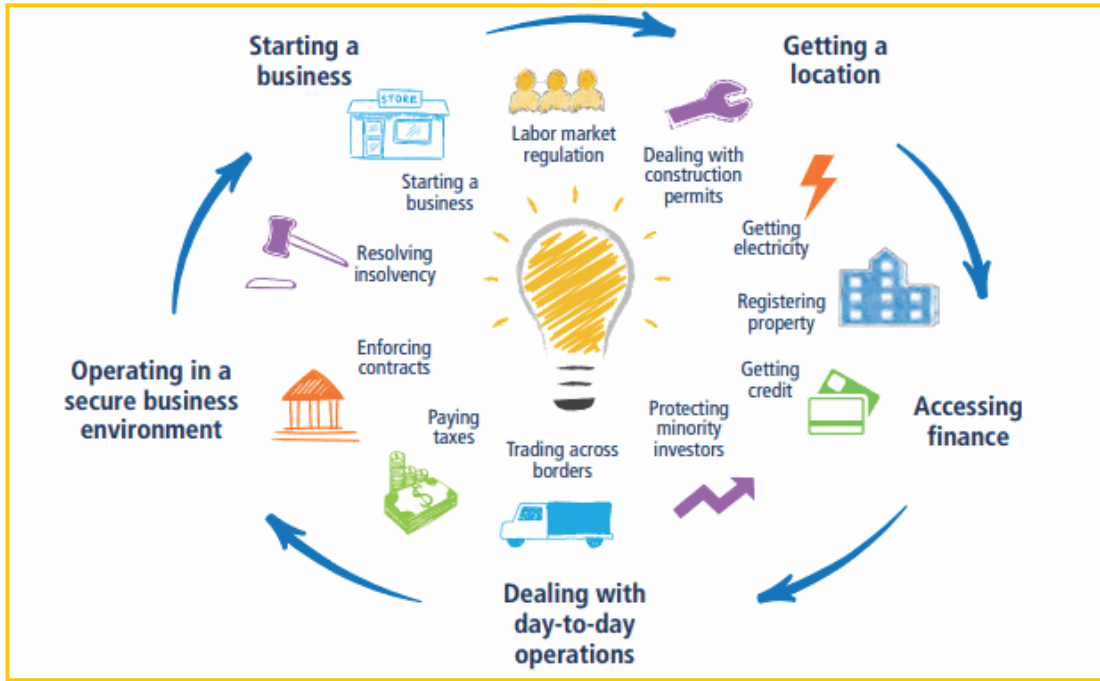 Starting a
business
Getting a
location
STORE
Labor market
regulation
Dealing with
construction
permits
Starting a
business
Getting
electricity
Resolving
insolvency
Registering
property
Enforcing
contracts
Getting
credit
Operating in a
secure business
environment
Accessing
finance
Paying
taxes
Protecting
minority
investors
Trading across
borders
$
Dealing with
day-to-day
operations